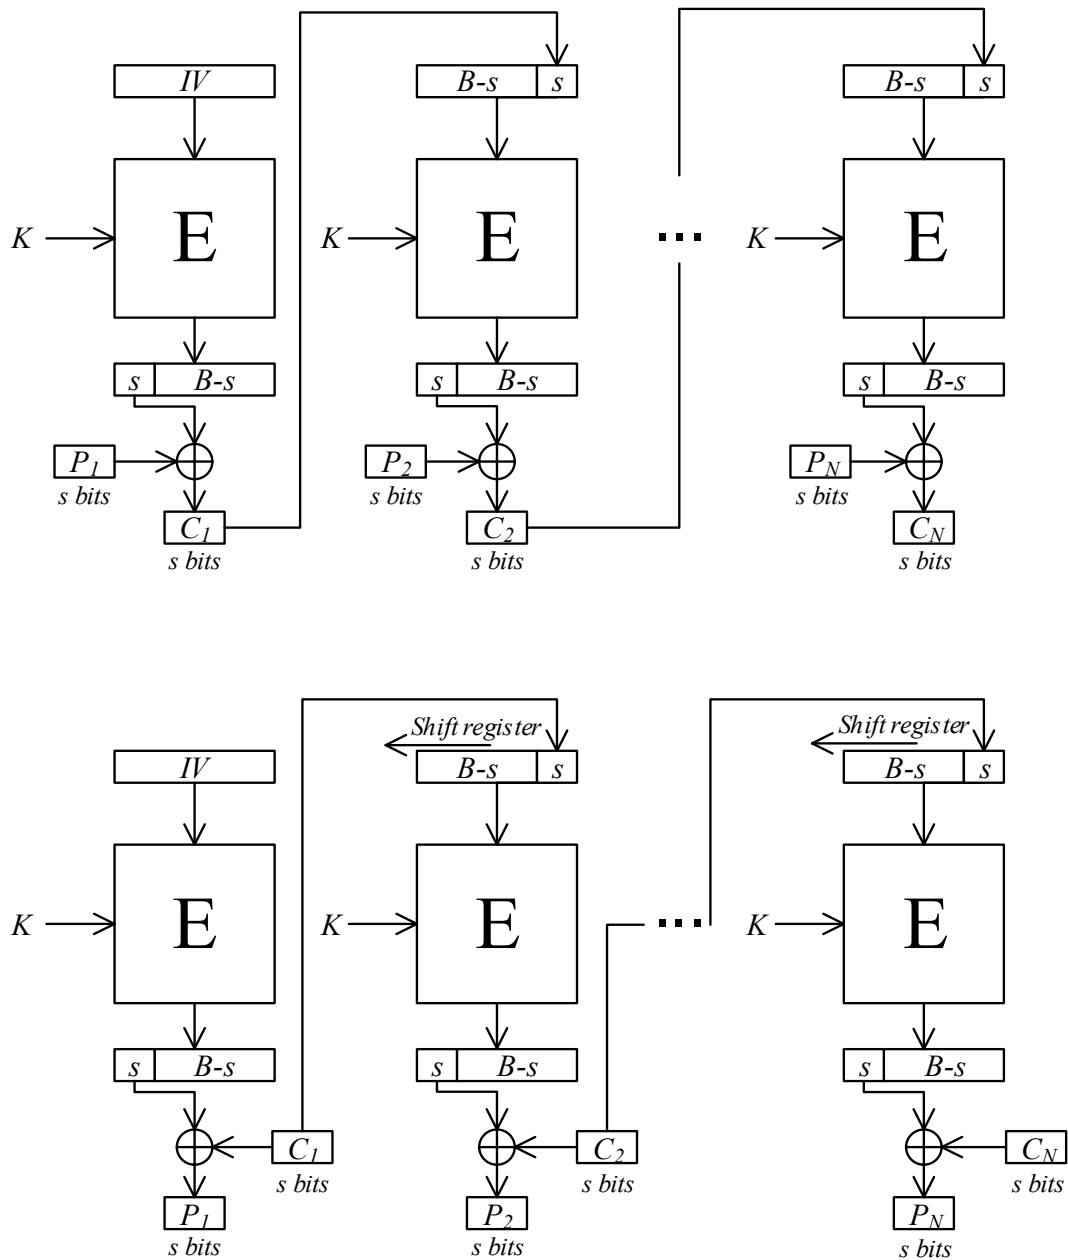 IV B-s s B-s s
K E K E ... K E
s B-s s B-s s B-s
P1 P2 PN
s bits s bits s bits
C1 C2 CN
s bits s bits s bits
Shift register Shift register
IV B-s s B-s s
K E K E ... K E
s B-s s B-s s B-s
C1 C2 CN
s bits s bits s bits
P1 P2 PN
s bits s bits s bits